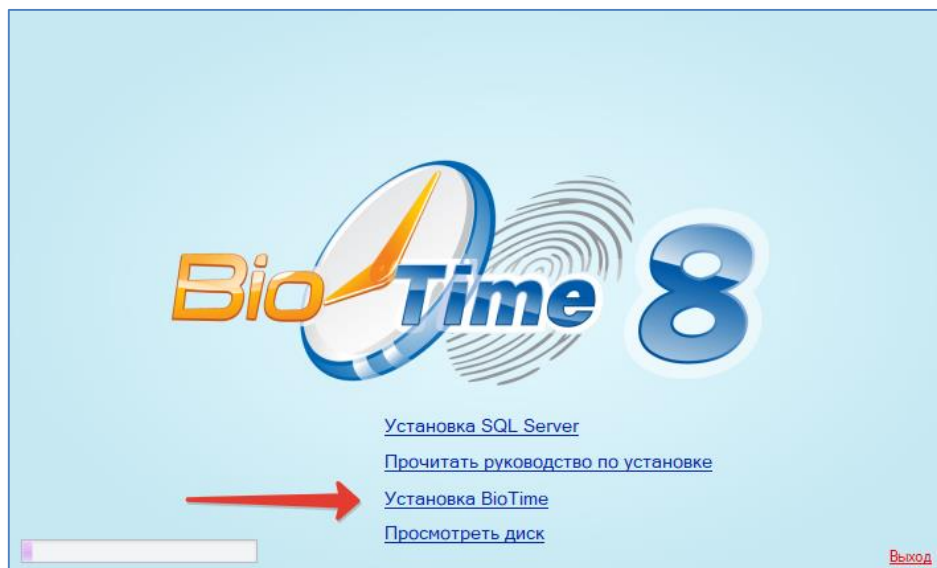 BioTime 8
Установка SQL Server
Прочитать руководство по установке
Установка BioTime
Просмотреть диск
Выход